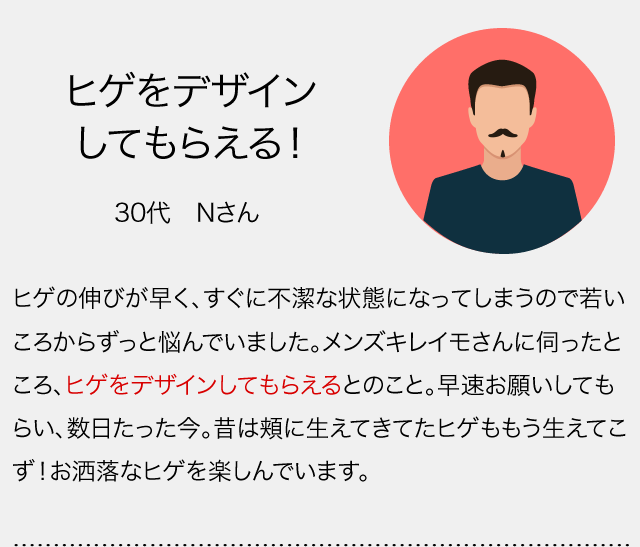 ヒゲをデザイン
してもらえる！
30代　Nさん
ヒゲの伸びが早く、すぐに不潔な状態になってしまうので若い
ころからずっと悩んでいました。メンズキレイモさんに伺ったと
ころ、ヒゲをデザインしてもらえるとのこと。早速お願いしても
らい、数日たった今。昔は頬に生えてきてたヒゲももう生えてこ
ず！お洒落なヒゲを楽しんでいます。